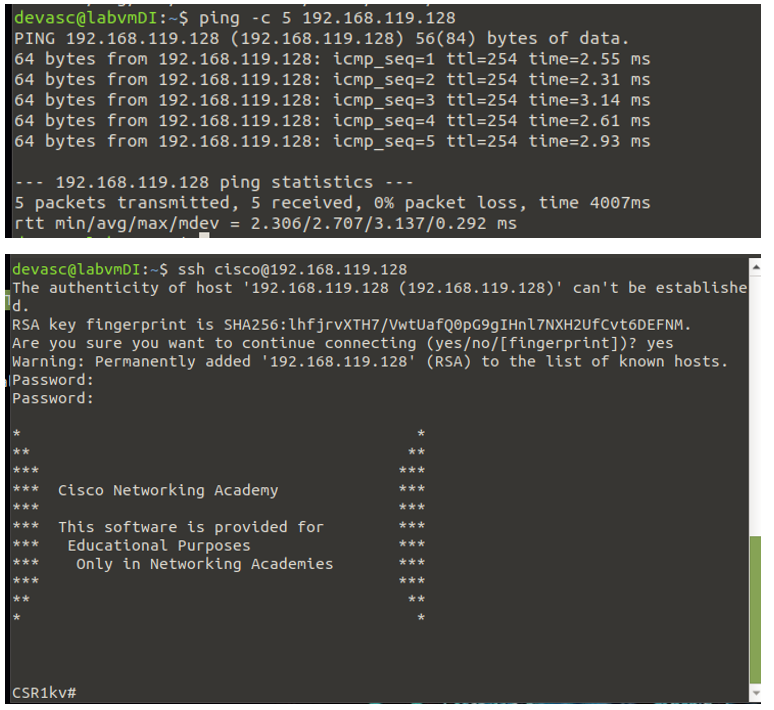 devasc@labvmDI:~$ ping -c 5 192.168.119.128
PING 192.168.119.128 (192.168.119.128) 56(84) bytes of data.
64 bytes from 192.168.119.128: icmp_seq=1 ttl=254 time=2.55 ms
64 bytes from 192.168.119.128: icmp_seq=2 ttl=254 time=2.31 ms
64 bytes from 192.168.119.128: icmp_seq=3 ttl=254 time=3.14 ms
64 bytes from 192.168.119.128: icmp_seq=4 ttl=254 time=2.61 ms
64 bytes from 192.168.119.128: icmp_seq=5 ttl=254 time=2.93 ms
--- 192.168.119.128 ping statistics ---
5 packets transmitted, 5 received, 0% packet loss, time 4007ms
rtt min/avg/max/mdev = 2.306/2.707/3.137/0.292 ms
devasc@labvmDI:~$ ssh cisco@192.168.119.128
The authenticity of host '192.168.119.128 (192.168.119.128)' can't be establishe
d.
RSA key fingerprint is SHA256:lhfjrvXTH7/VwtUafQ0pG9gIHnl7NXH2UfCvt6DEFNM.
Are you sure you want to continue connecting (yes/no/[fingerprint])? yes
Warning: Permanently added '192.168.119.128' (RSA) to the list of known hosts.
Password:
Password:
*                                            *
**                                          **
***                                        ***
***  Cisco Networking Academy              ***
***                                        ***
***  This software is provided for         ***
***   Educational Purposes                 ***
***    Only in Networking Academies        ***
***                                        ***
**                                          **
*                                            *
CSR1kv#